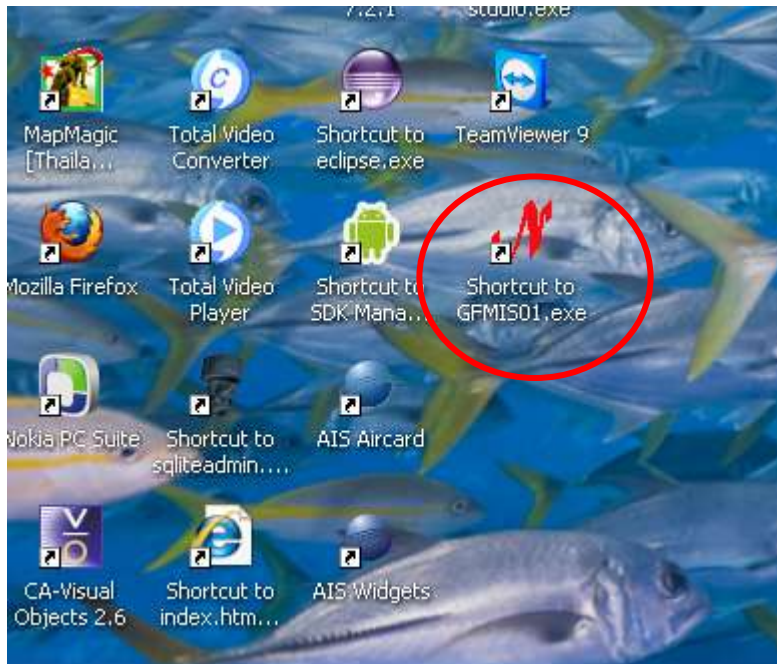 7.2.1
studio.exe
MapMagic
[Thaila...
Total Video
Converter
Shortcut to
eclipse.exe
TeamViewer 9
Mozilla Firefox
Total Video
Player
Shortcut to
SDK Mana...
Shortcut to
GFMIS01.exe
Nokia PC Suite
Shortcut to
sqliteadmin....
AIS Aircard
CA-Visual
Objects 2.6
Shortcut to
index.htm...
AIS Widgets